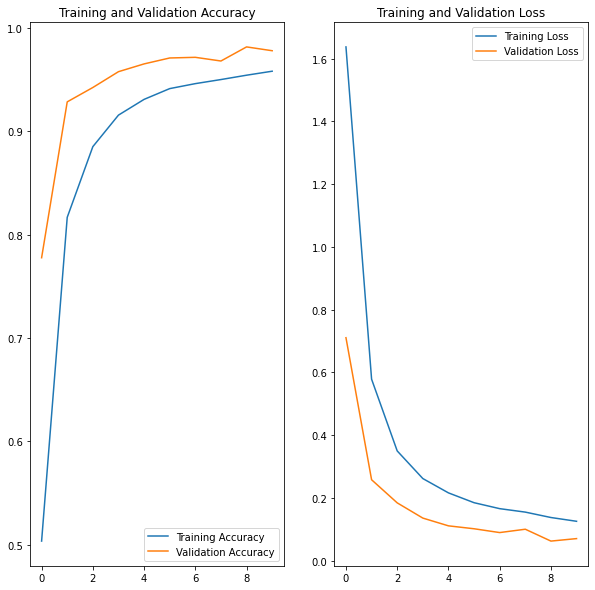 Training and Validation Accuracy
1.0
0.9
0.8
0.7
0.6
0.5
0 2 4 6 8
Training Accuracy
Validation Accuracy
Training and Validation Loss
1.6
1.4
1.2
1.0
0.8
0.6
0.4
0.2
0.0
0 2 4 6 8
Training Loss
Validation Loss